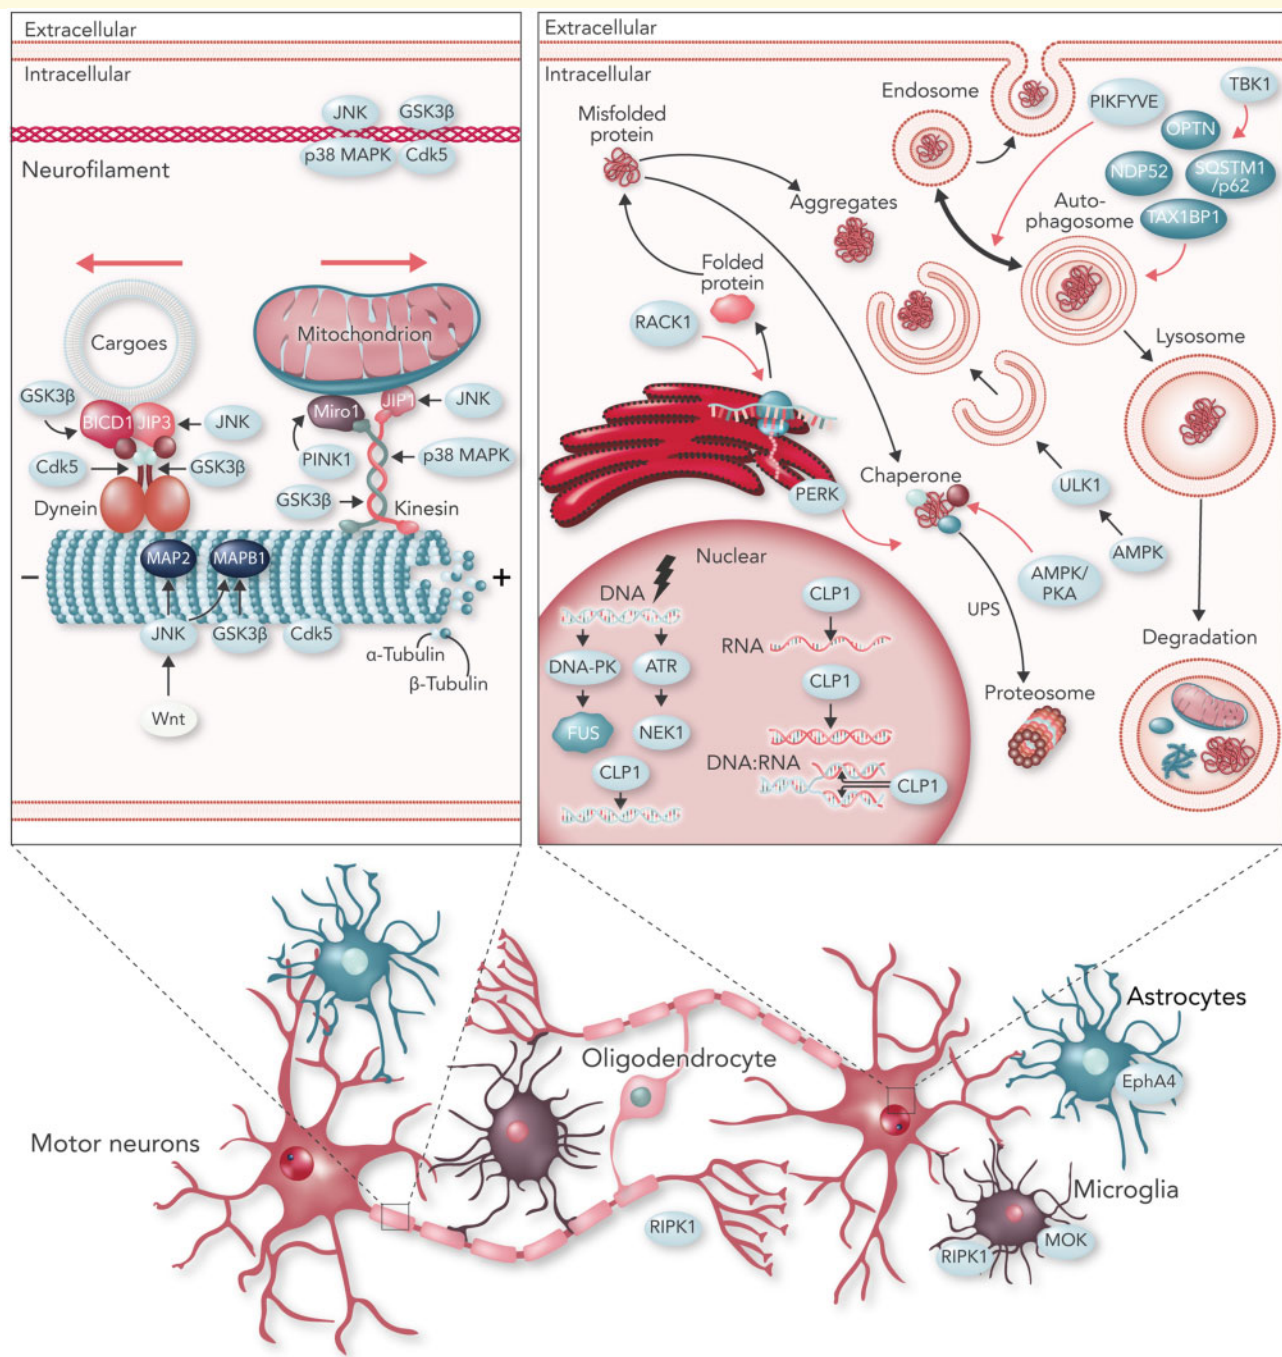 Extracellular
Intracellular
JNK
GSK3β
p38 MAPK
Cdk5
Neurofilament
Cargoes
Mitochondrion
GSK3β
BICD1
JIP3
JNK
Miro1
JIP1
JNK
Cdk5
GSK3β
PINK1
p38 MAPK
Dynein
GSK3β
Kinesin
–
MAP2
MAPB1
+
JNK
GSK3β
Cdk5
α-Tubulin
β-Tubulin
Wnt
Extracellular
Intracellular
Misfolded
protein
Endosome
PIKFYVE
TBK1
OPTN
NDP52
SQSTM1
/p62
TAX1BP1
Aggregates
Auto-
phagosome
Folded
protein
RACK1
Lysosome
PERK
Chaperone
ULK1
AMPK
AMPK/
PKA
UPS
Nuclear
DNA
CLP1
RNA
DNA-PK
ATR
CLP1
FUS
NEK1
CLP1
DNA:RNA
CLP1
Proteosome
Degradation
Astrocytes
EphA4
Oligodendrocyte
Motor neurons
Microglia
RIPK1
RIPK1
MOK